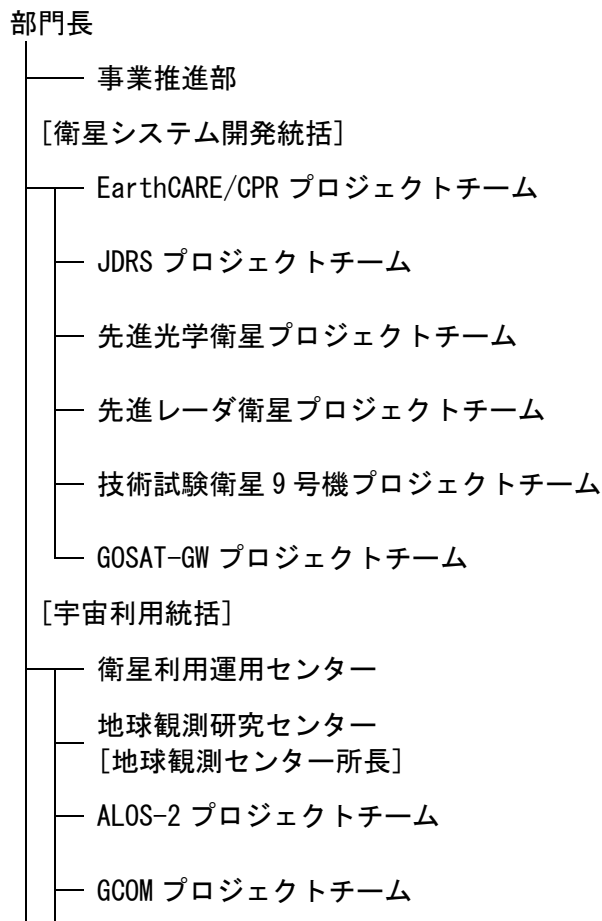 部門長
事業推進部
[衛星システム開発統括]
EarthCARE/CPR プロジェクトチーム
JDRS プロジェクトチーム
先進光学衛星プロジェクトチーム
先進レーダ衛星プロジェクトチーム
技術試験衛星 9 号機プロジェクトチーム
GOSAT-GW プロジェクトチーム
[宇宙利用統括]
衛星利用運用センター
地球観測研究センター
[地球観測センター所長]
ALOS-2 プロジェクトチーム
GCOM プロジェクトチーム